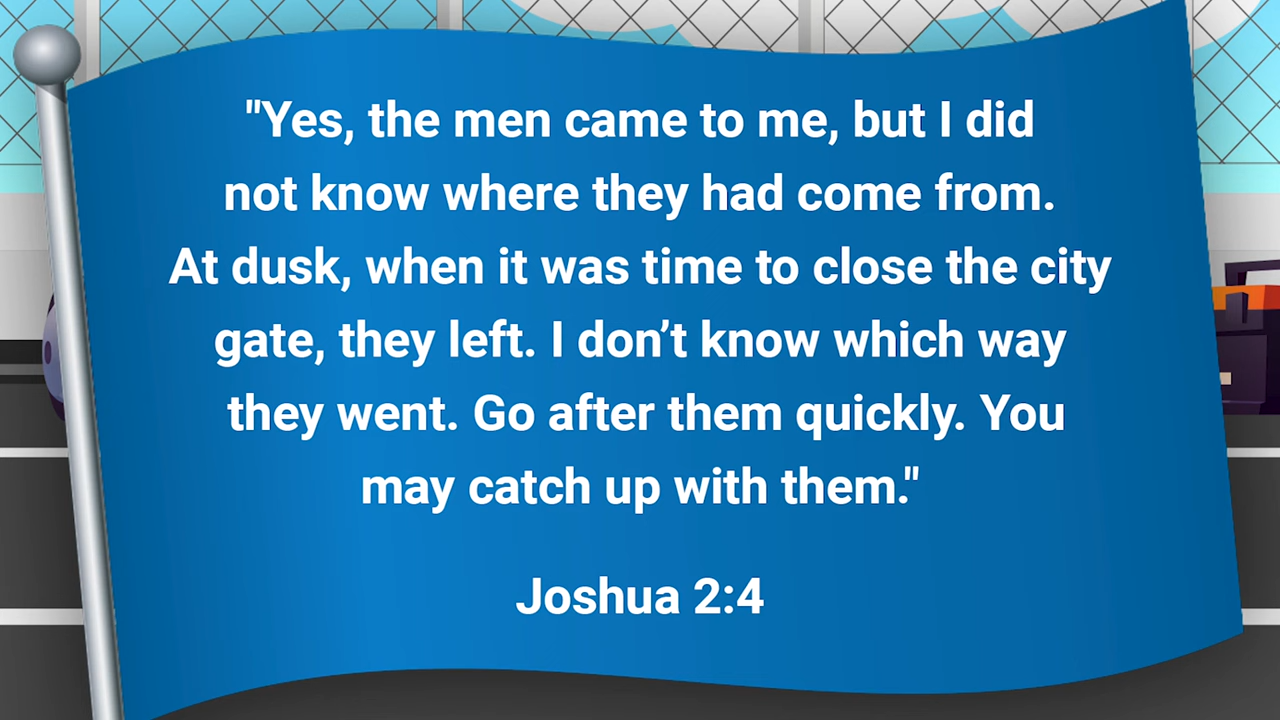 "Yes, the men came to me, but I did
not know where they had come from.
At dusk, when it was time to close the city
gate, they left. I don’t know which way
they went. Go after them quickly. You
may catch up with them."
Joshua 2:4